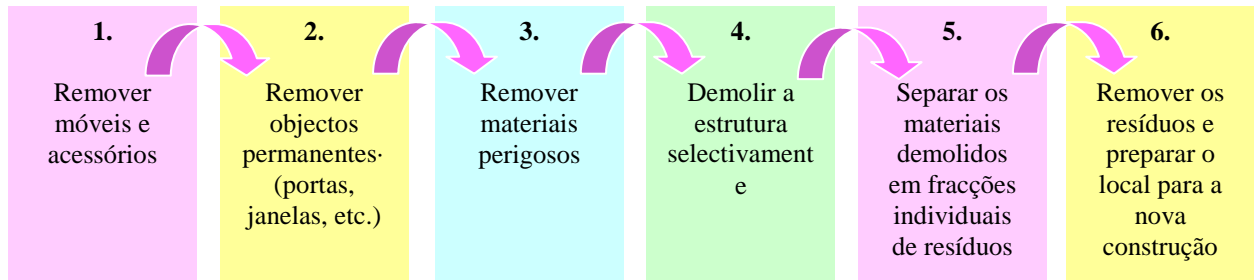 1.
Remover
móveis e
acessórios
2.
Remover
objectos
permanentes·
(portas,
janelas, etc.)
3.
Remover
materiais
perigosos
4.
Demolir a
estrutura
selectivament
e
5.
Separar os
materiais
demolidos
em fracções
individuais
de resíduos
6.
Remover os
resíduos e
preparar o
local para a
nova
construção